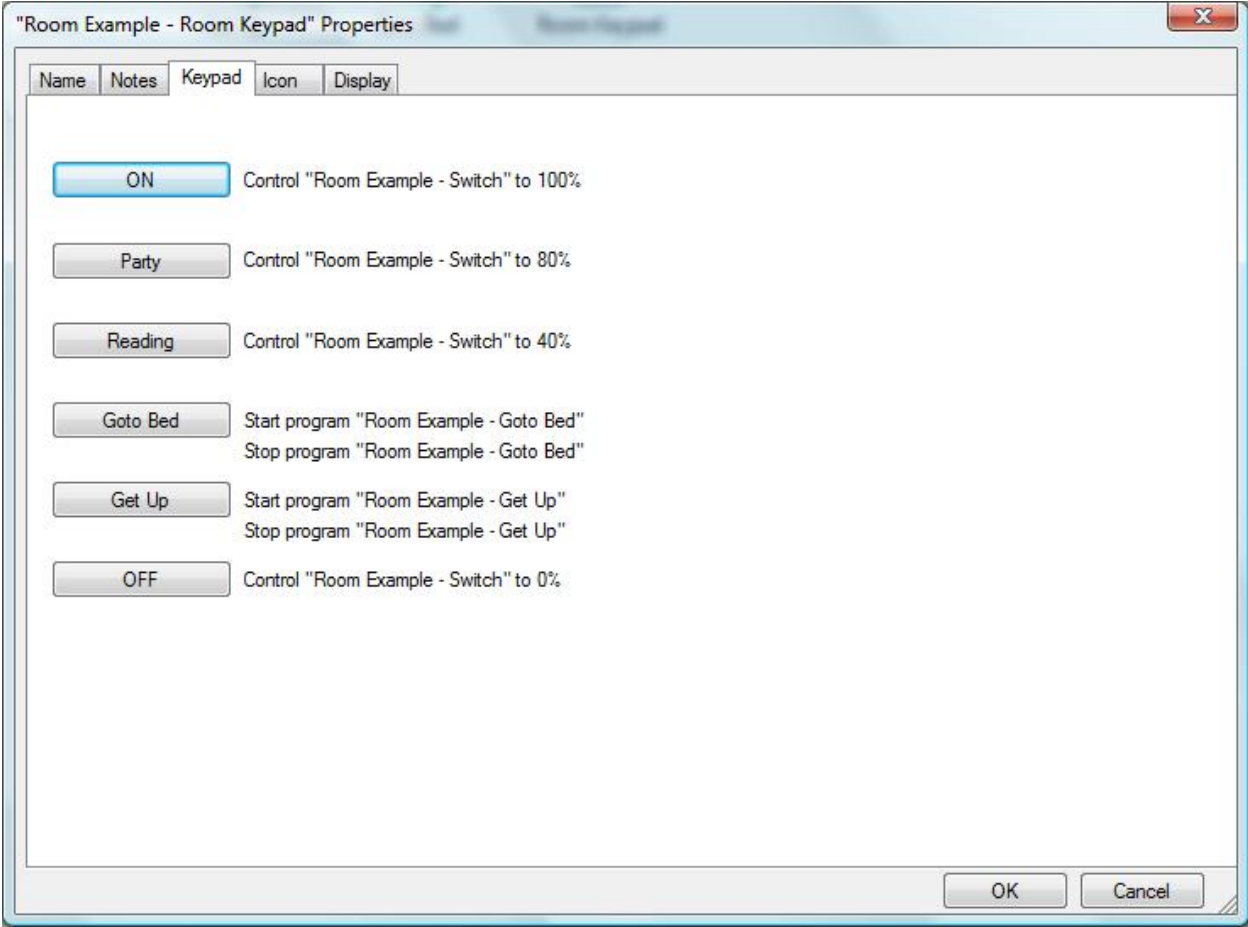 "Room Example - Room Keypad" Properties
Name Notes Keypad Icon Display
ON Control "Room Example - Switch" to 100%
Party Control "Room Example - Switch" to 80%
Reading Control "Room Example - Switch" to 40%
Goto Bed Start program "Room Example - Goto Bed"
Stop program "Room Example - Goto Bed"
Get Up Start program "Room Example - Get Up"
Stop program "Room Example - Get Up"
OFF Control "Room Example - Switch" to 0%
OK Cancel